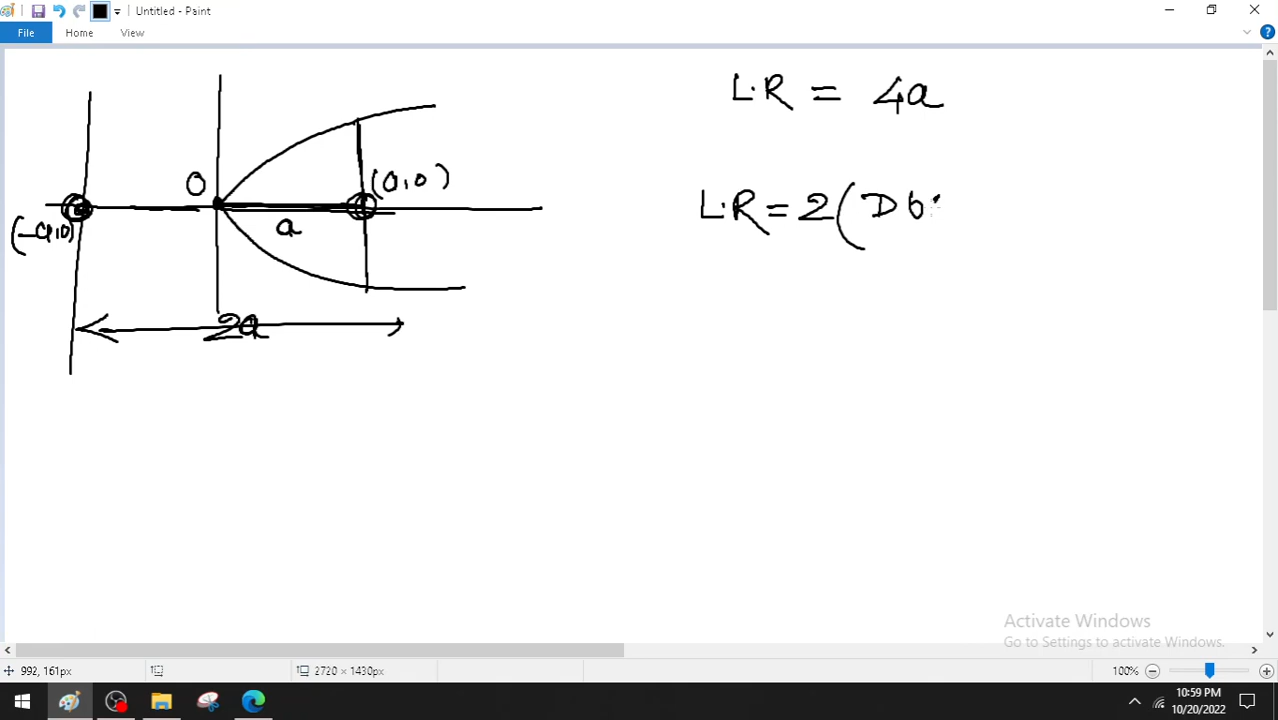 Untitled - Paint
File Home View
L.R = 4a
O
(a,0)
(-a,0)
a
L.R = 2(Db
2a
Activate Windows
Go to Settings to activate Windows.
992, 161px
2720 × 1430px
100%
10:59 PM
10/20/2022